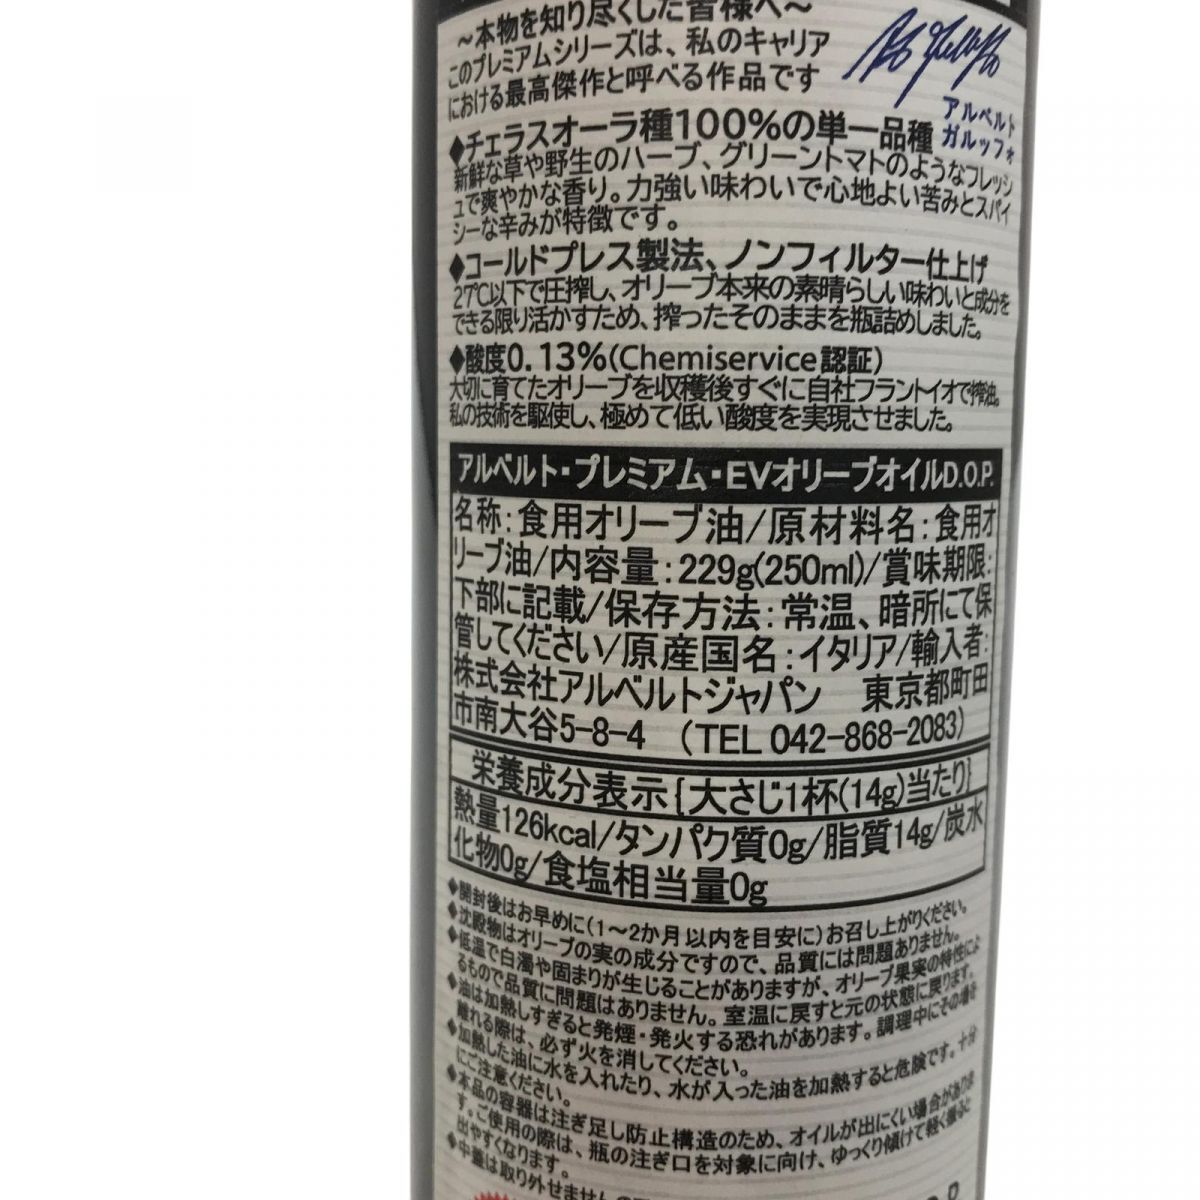 ～本物を知り尽くした皆様へ～
このプレミアムシリーズは、私のキャリア
における最高傑作と呼べる作品です
アルベルト
ガルッフォ
◆チェラスオーラ種100%の単一品種
新鮮な草や野生のハーブ、グリーントマトのようなフレッシ
ュで爽やかな香り。力強い味わいで心地よい苦みとスパイ
シーな辛みが特徴です。
◆コールドプレス製法、ノンフィルター仕上げ
27℃以下で圧搾し、オリーブ本来の素晴らしい味わいと成分を
できる限り活かすため、搾ったそのままを瓶詰めしました。
◆酸度0.13%(Chemiservice認証)
大切に育てたオリーブを収穫後すぐに自社フラントイオで搾油。
私の技術を駆使し、極めて低い酸度を実現させました。
アルベルト・プレミアム・EVオリーブオイルD.O.P.
名称:食用オリーブ油/原材料名:食用オ
リーブ油/内容量:229g(250ml)/賞味期限:
下部に記載/保存方法:常温、暗所にて保
管してください/原産国名:イタリア/輸入者:
株式会社アルベルトジャパン 東京都町田
市南大谷5-8-4 (TEL 042-868-2083)
栄養成分表示[大さじ1杯(14g)当たり]
熱量126kcal/タンパク質0g/脂質14g/炭水
化物0g/食塩相当量0g
◆開封後はお早めに(1～2か月以内を目安に)お召し上がりください。
◆沈殿物はオリーブの実の成分ですので、品質には問題ありません。
◆低温で白濁や固まりが生じることがありますが、オリーブ果実の特性によ
るもので品質に問題はありません。室温に戻すと元の状態に戻ります。
◆油は加熱しすぎると発煙・発火する恐れがあります。調理中にその場を
離れる際は、必ず火を消してください。
◆加熱した油に水を入れたり、水が入った油を加熱すると危険です。十分
にご注意ください。
◆本品の容器は注ぎ足し防止構造のため、オイルが出にくい場合がありま
す。ご使用の際は、瓶の注ぎ口を対象に向け、ゆっくり傾けて軽く振ると
出やすくなります。
◆中蓋は取り外せませんの